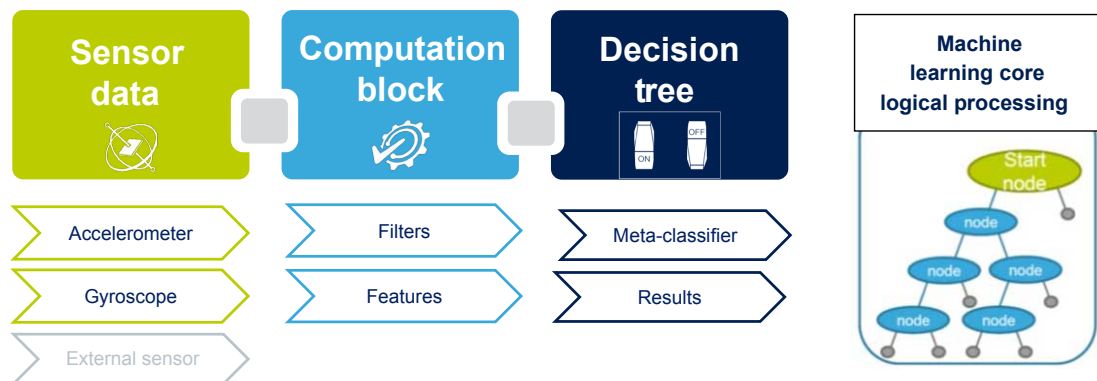 Sensor
data
Computation
block
Decision
tree
ON
OFF
Machine
learning core
logical processing
Start
node
node
node
node
node
node
Accelerometer
Filters
Meta-classifier
Gyroscope
Features
Results
External sensor